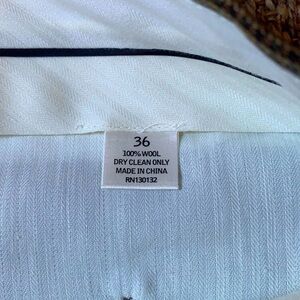 36
100% WOOL
DRY CLEAN ONLY
MADE IN CHINA
RN130132